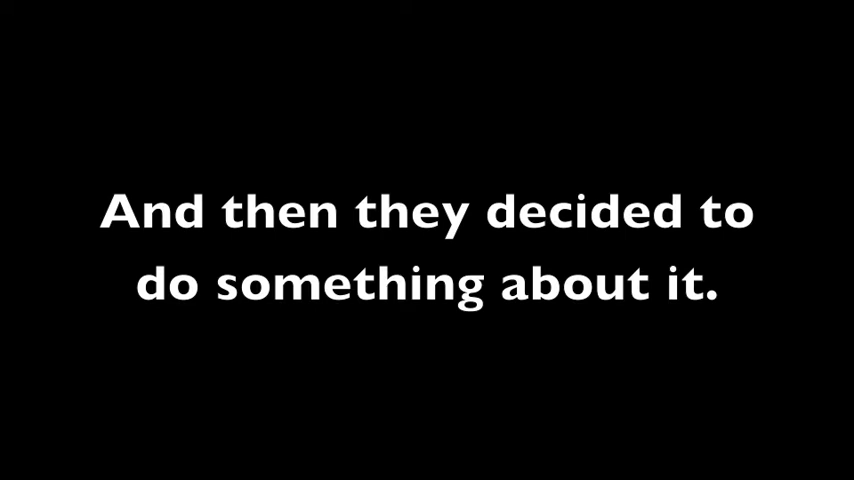 And then they decided to
do something about it.